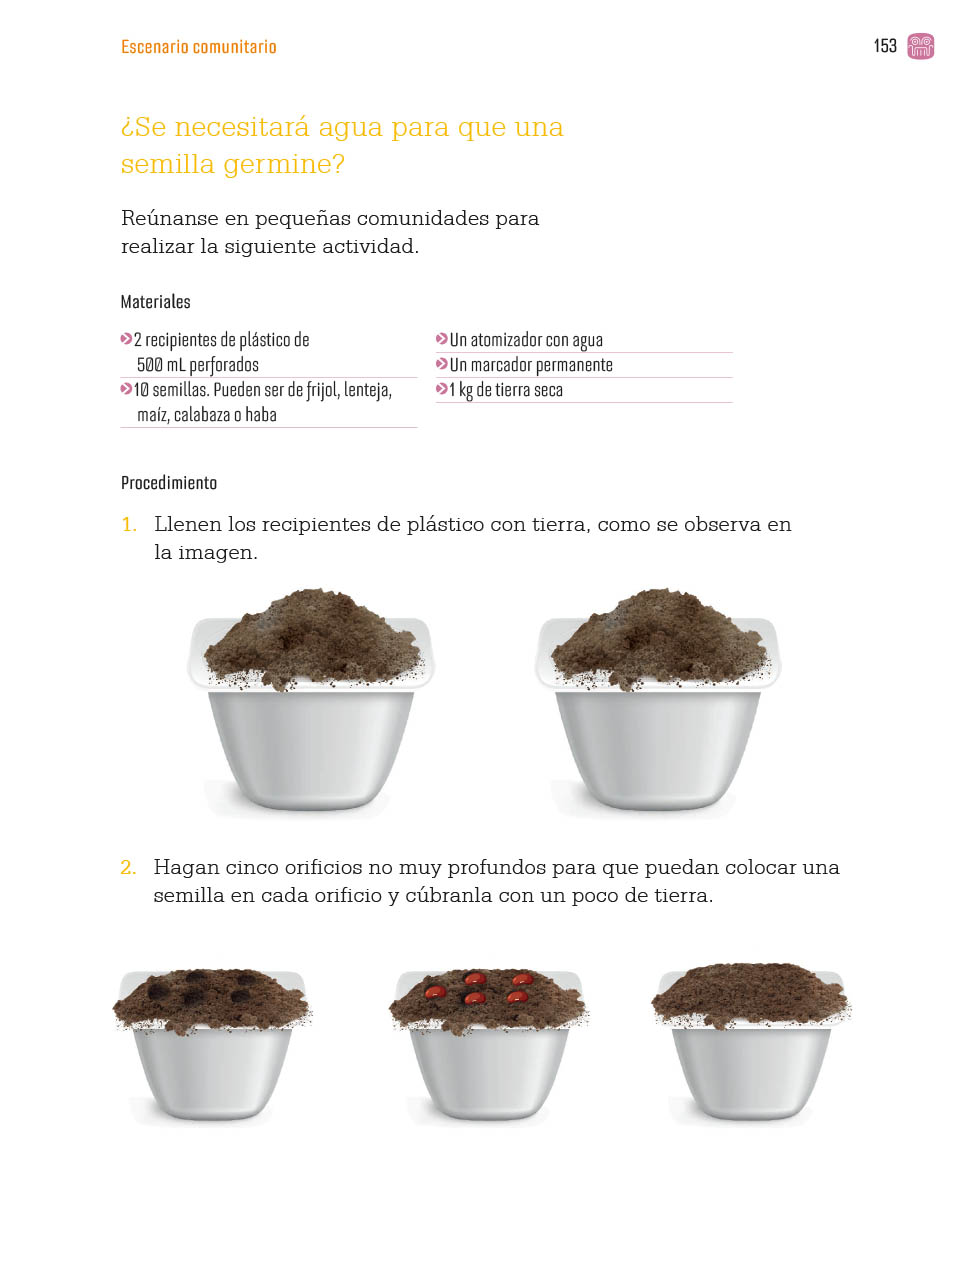 Escenario comunitario
153
¿Se necesitará agua para que una
semilla germine?
Reúnanse en pequeñas comunidades para
realizar la siguiente actividad.
Materiales
2 recipientes de plástico de
500 mL perforados
10 semillas. Pueden ser de frijol, lenteja,
maíz, calabaza o haba
Un atomizador con agua
Un marcador permanente
1 kg de tierra seca
Procedimiento
1. Llenen los recipientes de plástico con tierra, como se observa en
la imagen.
2. Hagan cinco orificios no muy profundos para que puedan colocar una
semilla en cada orificio y cúbranla con un poco de tierra.